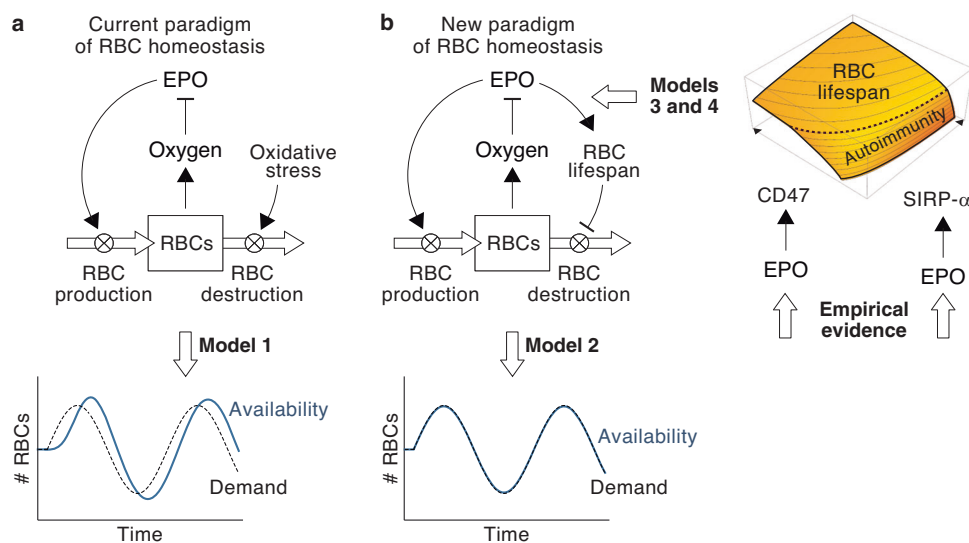 a
Current paradigm
of RBC homeostasis
EPO
Oxygen
Oxidative
stress
RBCs
RBC
production
RBC
destruction
Model 1
# RBCs
Availability
Demand
Time
b
New paradigm
of RBC homeostasis
EPO
Models
3 and 4
Oxygen
RBC
lifespan
RBCs
RBC
production
RBC
destruction
Model 2
# RBCs
Availability
Demand
Time
RBC
lifespan
Autoimmunity
CD47
SIRP-α
EPO
EPO
Empirical
evidence